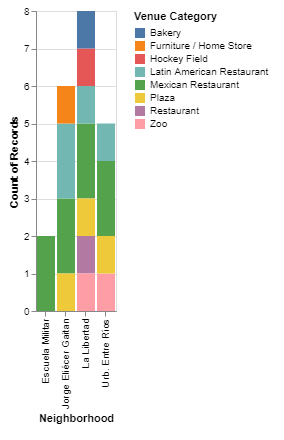 8
7
6
5
4
3
2
1
0
Count of Records
Escuela Militar
Jorge Eliécer Gaitan
La Libertad
Urb. Entre Rios
Neighborhood
Venue Category
Bakery
Furniture / Home Store
Hockey Field
Latin American Restaurant
Mexican Restaurant
Plaza
Restaurant
Zoo